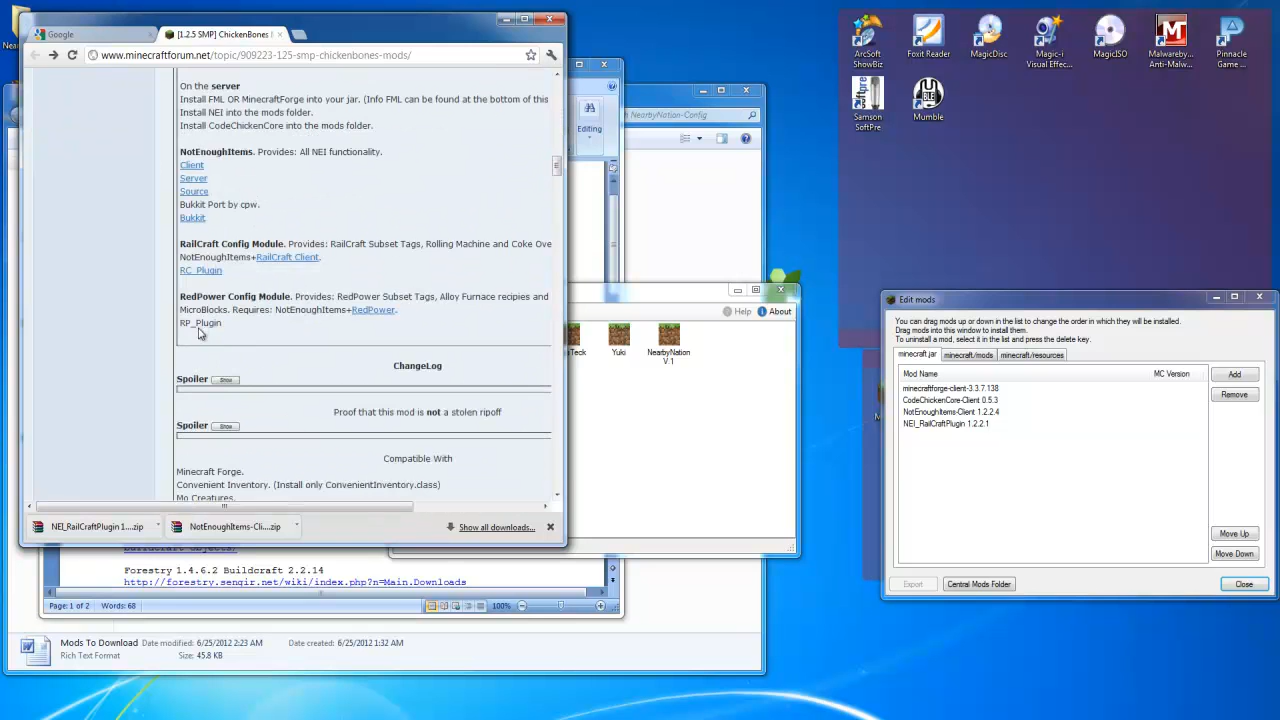 Google
[1.2.5 SMP] ChickenBones
www.minecraftforum.net/topic/909223-125-smp-chickenbones-mods/
On the server
Install FML OR MinecraftForge into your jar. (Info FML can be found at the bottom of this
Install NEI into the mods folder.
Install CodeChickenCore into the mods folder.
NotEnoughItems. Provides: All NEI functionality.
Client
Server
Source
Bukkit Port by cpw.
Bukkit
RailCraft Config Module. Provides: RailCraft Subset Tags, Rolling Machine and Coke Ove
NotEnoughItems+RailCraft Client.
RC_Plugin
RedPower Config Module. Provides: RedPower Subset Tags, Alloy Furnace recipies and
MicroBlocks. Requires: NotEnoughItems+RedPower.
RP_Plugin
ChangeLog
Spoiler Show
Proof that this mod is not a stolen ripoff
Spoiler Show
Compatible With
Minecraft Forge.
Convenient Inventory. (Install only ConvenientInventory.class)
Mo Creatures.
NEI_RailCraftPlugin 1....zip
NotEnoughItems-Cli....zip
Show all downloads...
Forestry 1.4.6.2 Buildcraft 2.2.14
http://forestry.sengir.net/wiki/index.php?n=Main.Downloads
Page: 1 of 2
Words: 68
100%
Mods To Download
Date modified: 6/25/2012 2:23 AM
Date created: 6/25/2012 1:32 AM
Rich Text Format
Size: 45.8 KB
Editing
NearbyNation-Config
Help
About
Teck
Yuki
NearbyNation
V.1
ArcSoft
ShowBiz
Foxit Reader
MagicDisc
Magic-i
Visual Effec...
MagicISO
Malwareby...
Anti-Malw...
Pinnacle
Game ...
Samson
SoftPre
Mumble
Edit mods
You can drag mods up or down in the list to change the order in which they will be installed.
Drag mods into this window to install them.
To uninstall a mod, select it in the list and press the delete key.
minecraft.jar
minecraft/mods
minecraft/resources
Mod Name
MC Version
minecraftforge-client-3.3.7.138
CodeChickenCore-Client 0.5.3
NotEnoughItems-Client 1.2.2.4
NEI_RailCraftPlugin 1.2.2.1
Add
Remove
Move Up
Move Down
Export
Central Mods Folder
Close